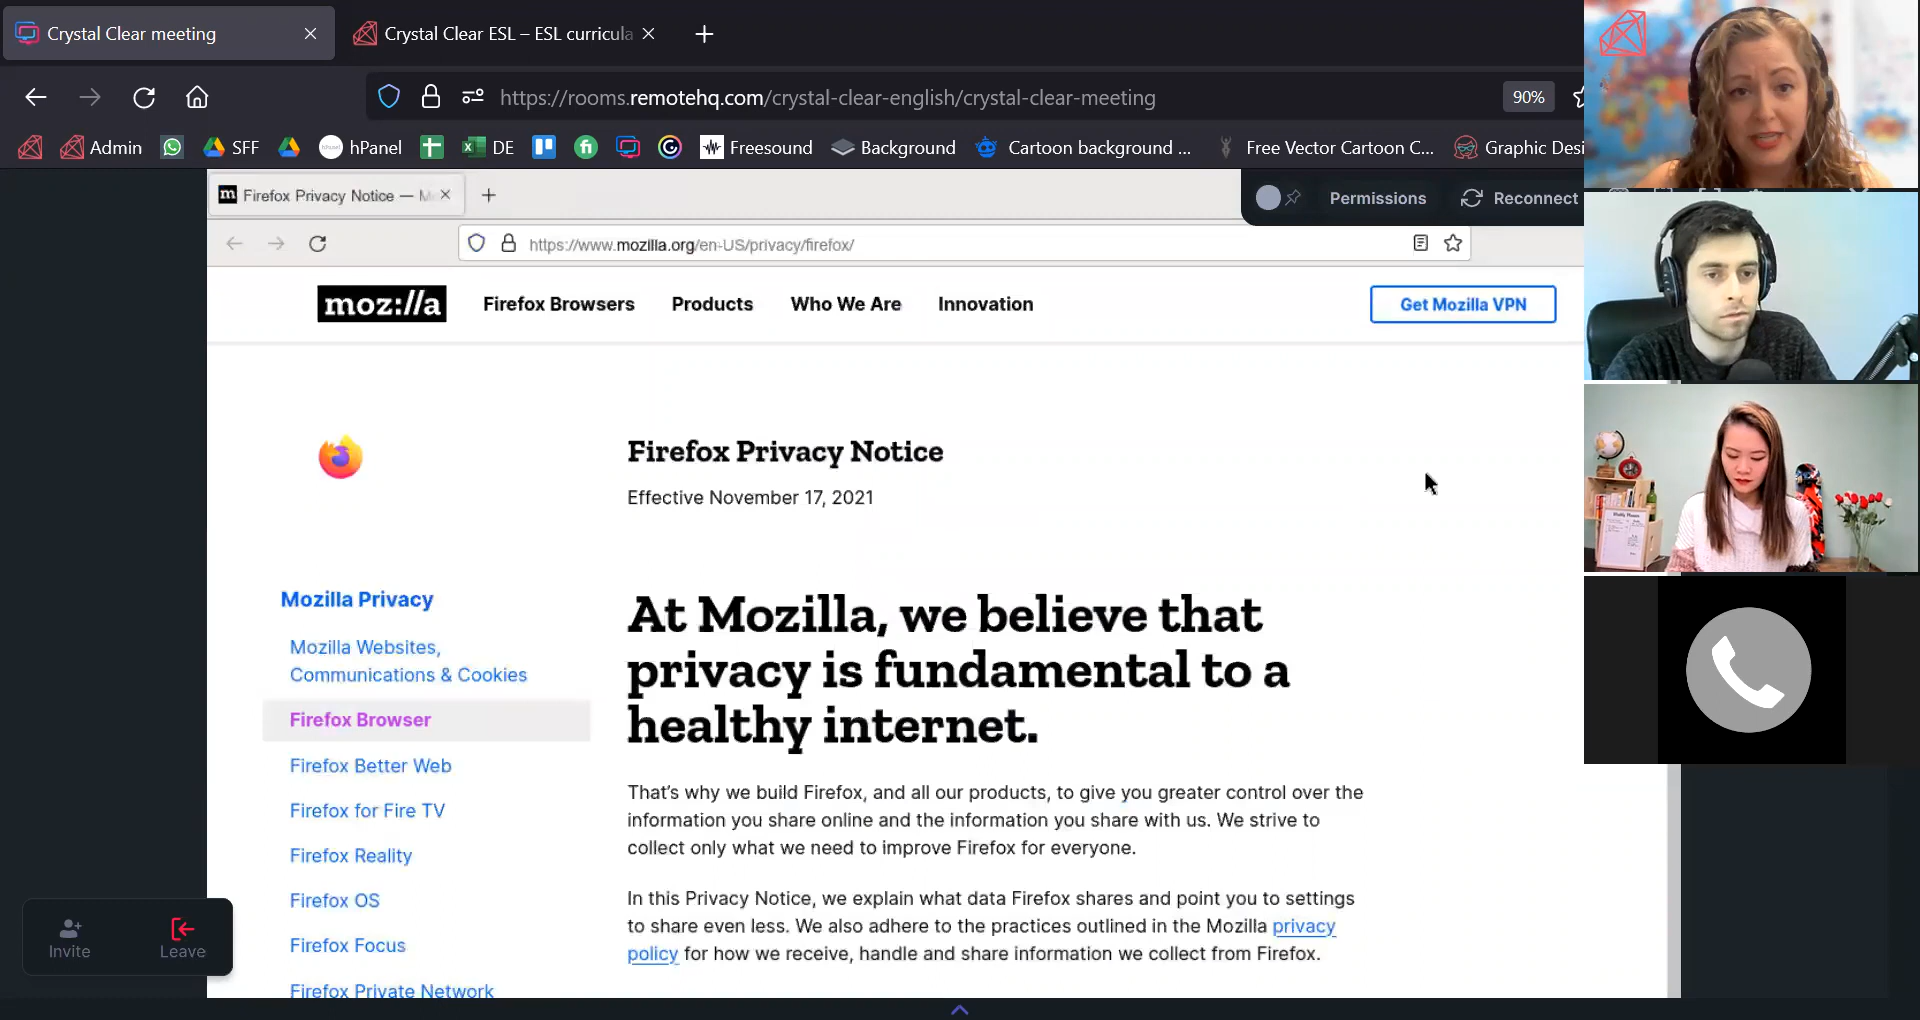 Crystal Clear meeting
Crystal Clear ESL – ESL curricula
https://rooms.remotehq.com/crystal-clear-english/crystal-clear-meeting
90%
Admin
SFF
hPanel
DE
Freesound
Background
Cartoon background ...
Free Vector Cartoon C...
Graphic Desi
Firefox Privacy Notice — M
Permissions
Reconnect
https://www.mozilla.org/en-US/privacy/firefox/
moz://a
Firefox Browsers
Products
Who We Are
Innovation
Get Mozilla VPN
Firefox Privacy Notice
Effective November 17, 2021
Mozilla Privacy
Mozilla Websites,
Communications & Cookies
Firefox Browser
Firefox Better Web
Firefox for Fire TV
Firefox Reality
Firefox OS
Firefox Focus
Firefox Private Network
At Mozilla, we believe that
privacy is fundamental to a
healthy internet.
That’s why we build Firefox, and all our products, to give you greater control over the
information you share online and the information you share with us. We strive to
collect only what we need to improve Firefox for everyone.
In this Privacy Notice, we explain what data Firefox shares and point you to settings
to share even less. We also adhere to the practices outlined in the Mozilla privacy
policy for how we receive, handle and share information we collect from Firefox.
Invite
Leave